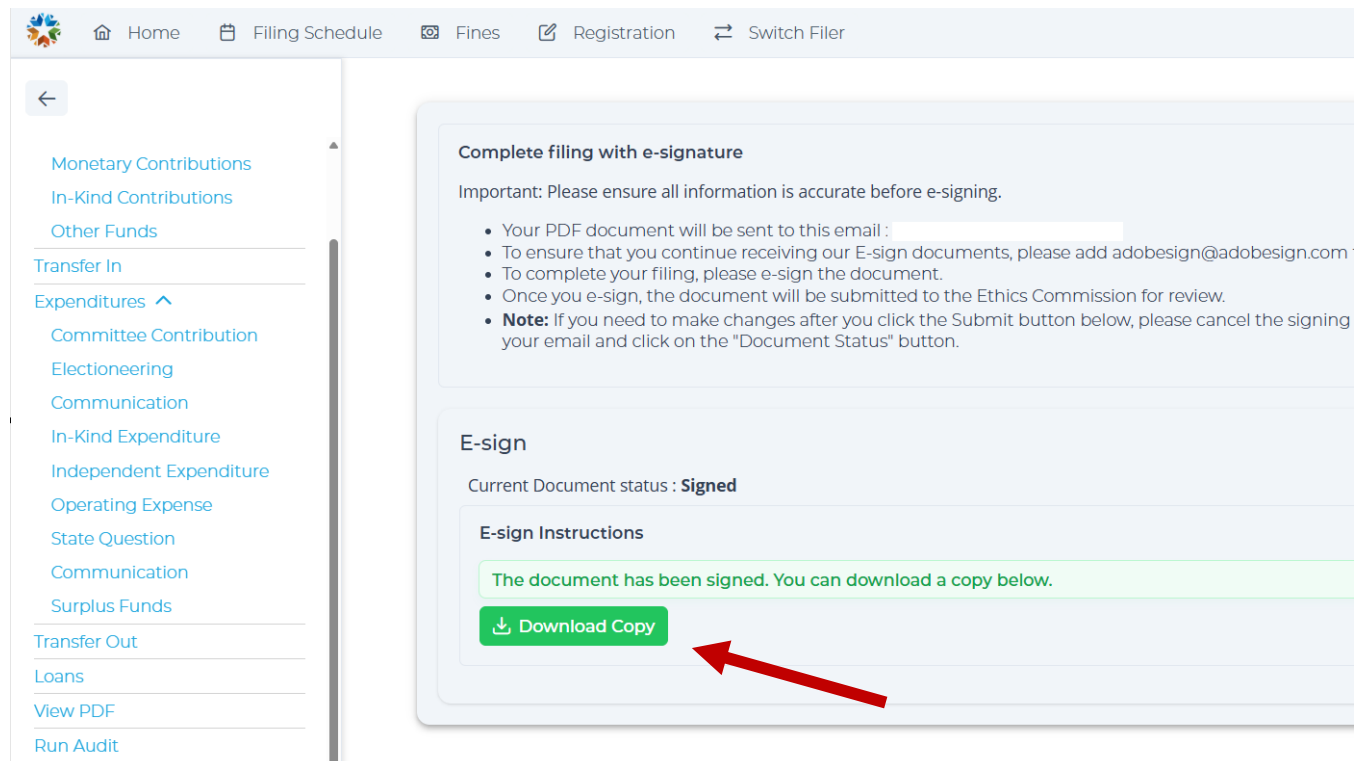 Home Filing Schedule Fines Registration Switch Filer
Monetary Contributions
In-Kind Contributions
Other Funds
Transfer In
Expenditures
Committee Contribution
Electioneering
Communication
In-Kind Expenditure
Independent Expenditure
Operating Expense
State Question
Communication
Surplus Funds
Transfer Out
Loans
View PDF
Run Audit
Complete filing with e-signature
Important: Please ensure all information is accurate before e-signing.
• Your PDF document will be sent to this email :
• To ensure that you continue receiving our E-sign documents, please add adobesign@adobesign.com
• To complete your filing, please e-sign the document.
• Once you e-sign, the document will be submitted to the Ethics Commission for review.
• Note: If you need to make changes after you click the Submit button below, please cancel the signing
your email and click on the "Document Status" button.
E-sign
Current Document status : Signed
E-sign Instructions
The document has been signed. You can download a copy below.
Download Copy